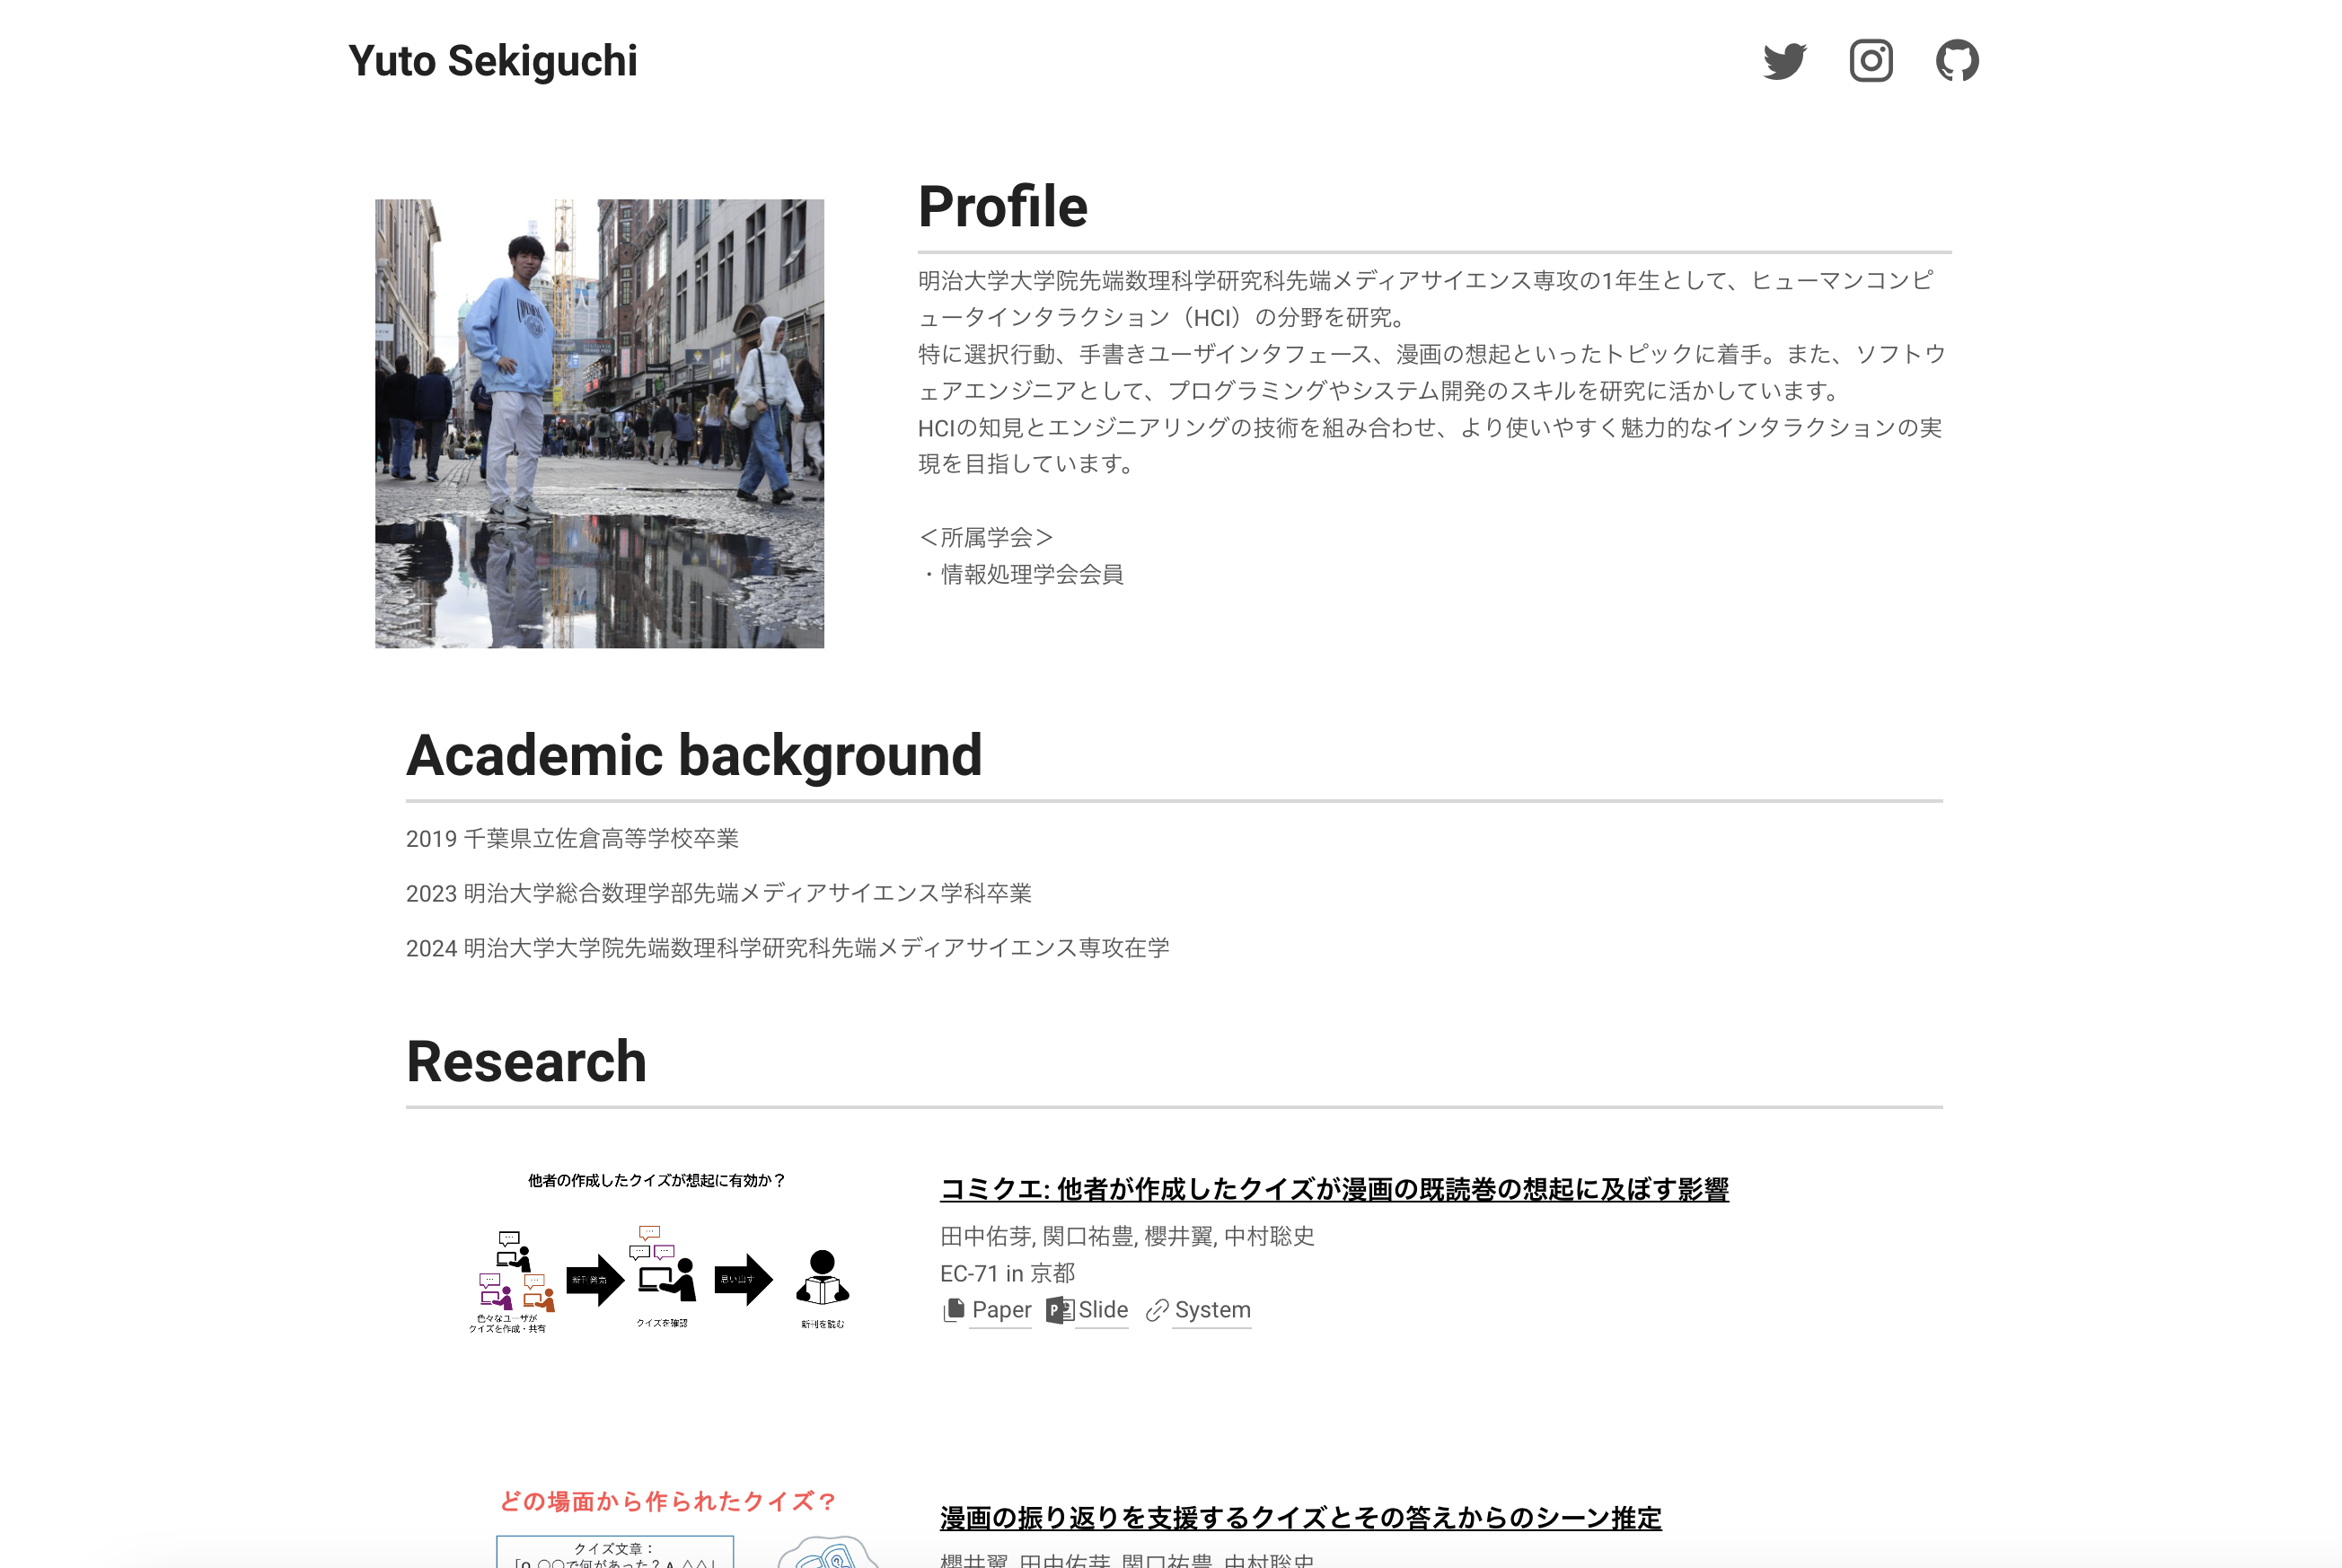 Yuto Sekiguchi
Profile
明治大学大学院先端数理科学研究科先端メディアサイエンス専攻の1年生として、ヒューマンコンピ
ュータインタラクション（HCI）の分野を研究。
特に選択行動、手書きユーザインタフェース、漫画の想起といったトピックに着手。また、ソフトウ
ェアエンジニアとして、プログラミングやシステム開発のスキルを研究に活かしています。
HCIの知見とエンジニアリングの技術を組み合わせ、より使いやすく魅力的なインタラクションの実
現を目指しています。
＜所属学会＞
・情報処理学会会員
Academic background
2019 千葉県立佐倉高等学校卒業
2023 明治大学総合数理学部先端メディアサイエンス学科卒業
2024 明治大学大学院先端数理科学研究科先端メディアサイエンス専攻在学
Research
他者の作成したクイズが想起に有効か？
新刊発売
思い出す
色々なユーザが
クイズを作成・共有
クイズを確認
新刊を読む
コミクエ: 他者が作成したクイズが漫画の既読巻の想起に及ぼす影響
田中佑芽, 関口祐豊, 櫻井翼, 中村聡史
EC-71 in 京都
Paper Slide System
どの場面から作られたクイズ？
クイズ文章：
「Q.○○で何があった？A.△△」
漫画の振り返りを支援するクイズとその答えからのシーン推定
櫻井翼, 田中佑芽, 関口祐豊, 中村聡史